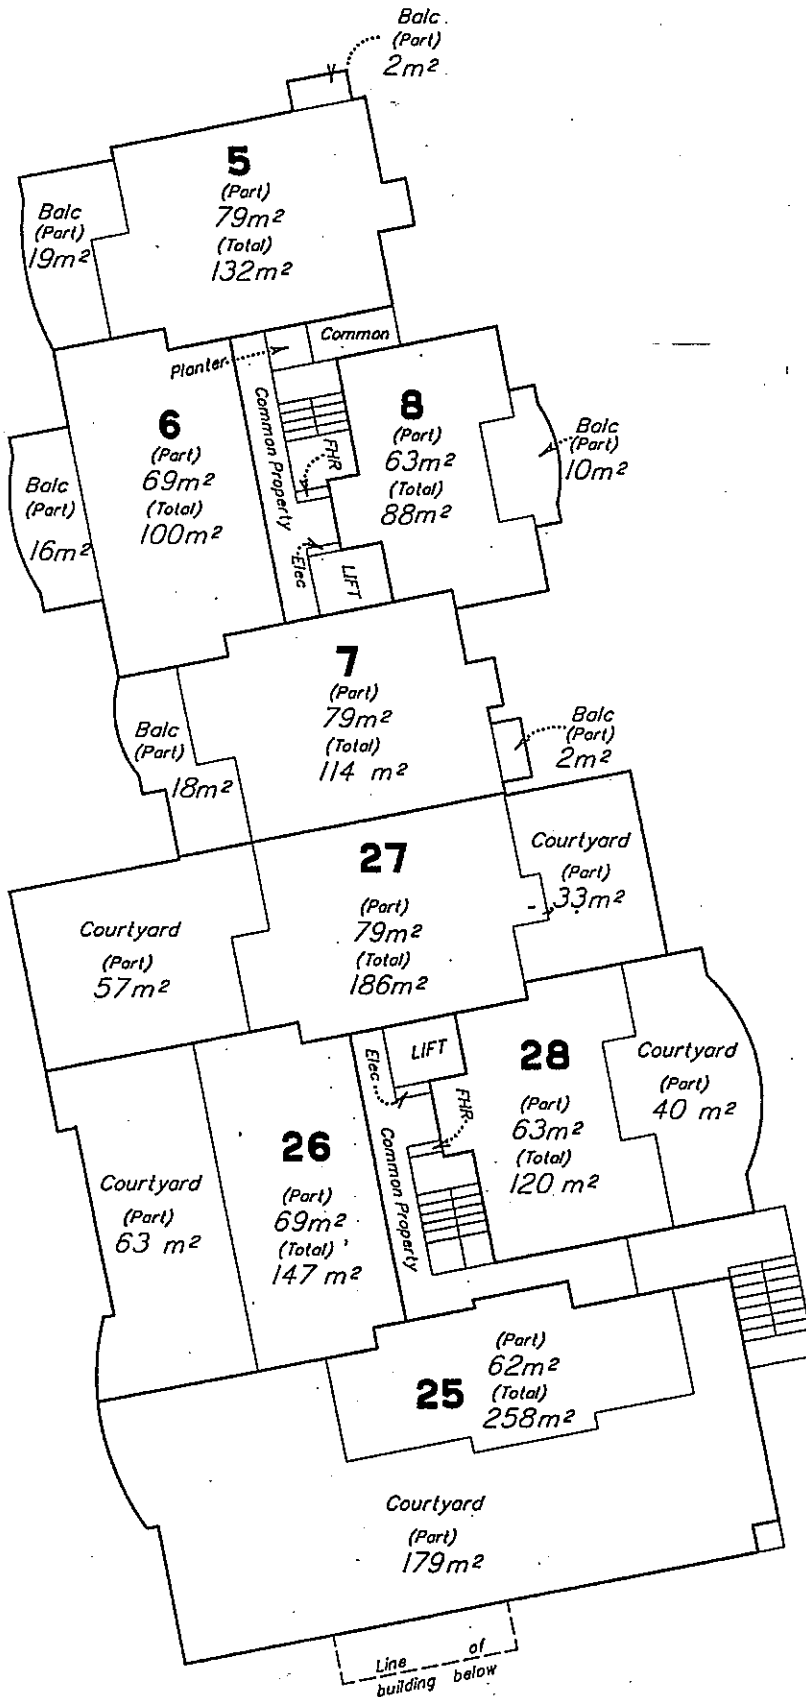 Balc.
(Part)
2m²
5
(Part)
79m²
(Total)
132m²
Balc
(Part)
19m²
Planter
Common
6
(Part)
69m²
(Total)
100m²
Balc
(Part)
16m²
Common Property
FHR
Elec
LIFT
8
(Part)
63m²
(Total)
88m²
Balc
(Part)
10m²
7
(Part)
79m²
(Total)
114 m²
Balc
(Part)
18m²
Balc
(Part)
2m²
27
(Part)
79m²
(Total)
186m²
Courtyard
(Part)
33m²
Courtyard
(Part)
57m²
LIFT
Elec
FHR
Common Property
28
(Part)
63m²
(Total)
120 m²
Courtyard
(Part)
40 m²
26
(Part)
69m²
(Total)
147 m²
Courtyard
(Part)
63 m²
25
(Part)
62m²
(Total)
258m²
Courtyard
(Part)
179m²
Line of
building below